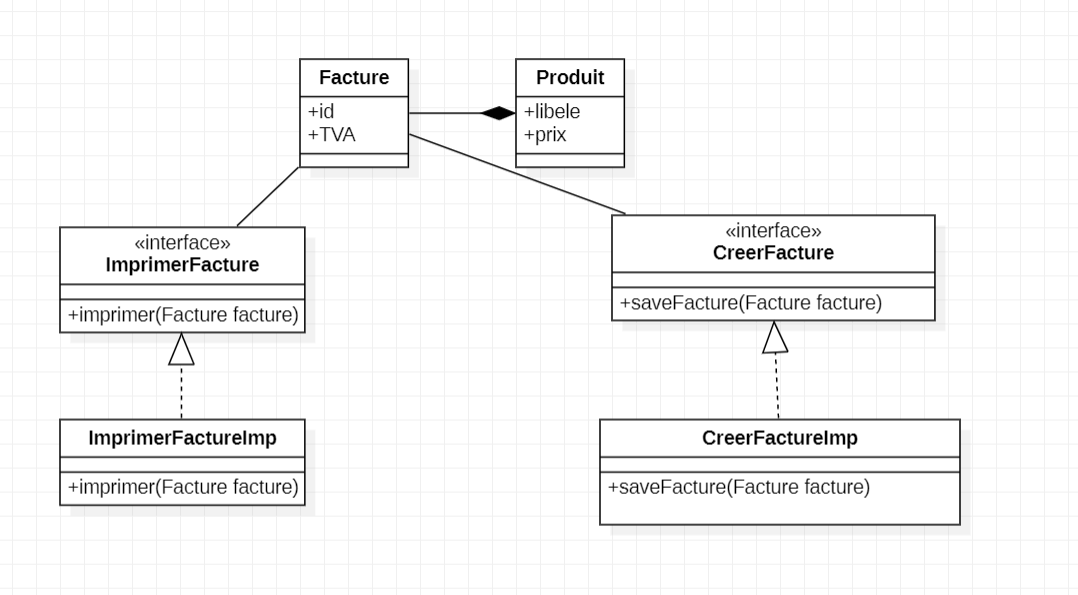 Facture
+id
+TVA
Produit
+libele
+prix
«interface»
ImprimerFacture
+imprimer(Facture facture)
«interface»
CreerFacture
+saveFacture(Facture facture)
ImprimerFactureImp
+imprimer(Facture facture)
CreerFactureImp
+saveFacture(Facture facture)